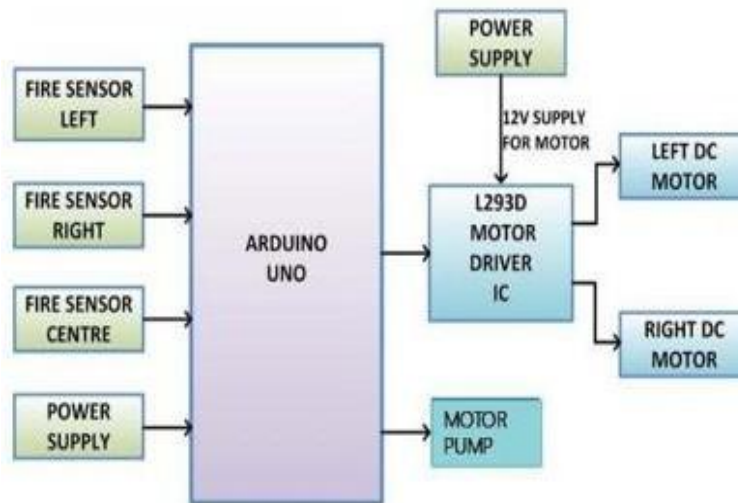 POWER
SUPPLY
FIRE SENSOR
LEFT
FIRE SENSOR
RIGHT
FIRE SENSOR
CENTRE
POWER
SUPPLY
ARDUINO
UNO
12V SUPPLY
FOR MOTOR
L293D
MOTOR
DRIVER
IC
LEFT DC
MOTOR
RIGHT DC
MOTOR
MOTOR
PUMP